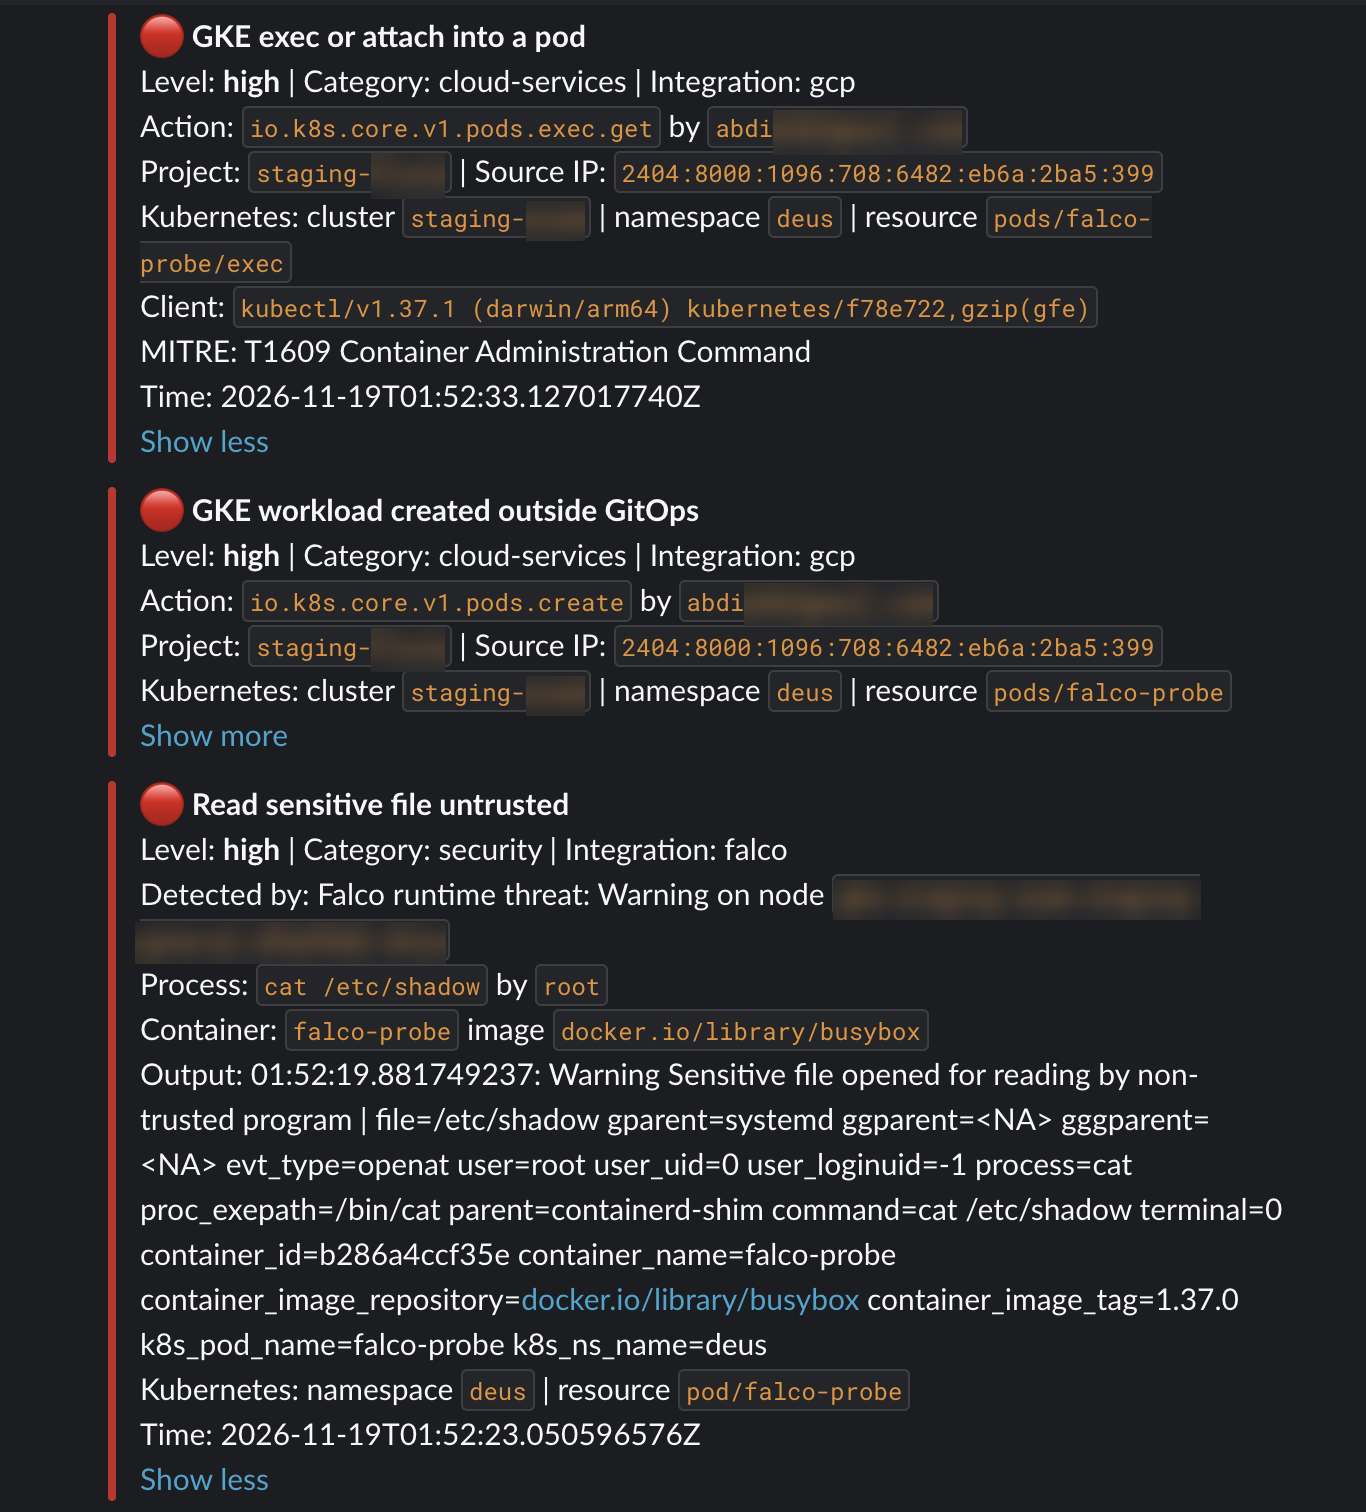 GKE exec or attach into a pod
Level: high | Category: cloud-services | Integration: gcp
Action: io.k8s.core.v1.pods.exec.get by abdi
Project: staging- | Source IP: 2404:8000:1096:708:6482:eb6a:2ba5:399
Kubernetes: cluster staging- | namespace deus | resource pods/falco-
probe/exec
Client: kubectl/v1.37.1 (darwin/arm64) kubernetes/f78e722,gzip(gfe)
MITRE: T1609 Container Administration Command
Time: 2026-11-19T01:52:33.127017740Z
Show less
GKE workload created outside GitOps
Level: high | Category: cloud-services | Integration: gcp
Action: io.k8s.core.v1.pods.create by abdi
Project: staging- | Source IP: 2404:8000:1096:708:6482:eb6a:2ba5:399
Kubernetes: cluster staging- | namespace deus | resource pods/falco-probe
Show more
Read sensitive file untrusted
Level: high | Category: security | Integration: falco
Detected by: Falco runtime threat: Warning on node
Process: cat /etc/shadow by root
Container: falco-probe image docker.io/library/busybox
Output: 01:52:19.881749237: Warning Sensitive file opened for reading by non-
trusted program | file=/etc/shadow gparent=systemd ggparent=<NA> gggparent=
<NA> evt_type=openat user=root user_uid=0 user_loginuid=-1 process=cat
proc_exepath=/bin/cat parent=containerd-shim command=cat /etc/shadow terminal=0
container_id=b286a4ccf35e container_name=falco-probe
container_image_repository=docker.io/library/busybox container_image_tag=1.37.0
k8s_pod_name=falco-probe k8s_ns_name=deus
Kubernetes: namespace deus | resource pod/falco-probe
Time: 2026-11-19T01:52:23.050596576Z
Show less